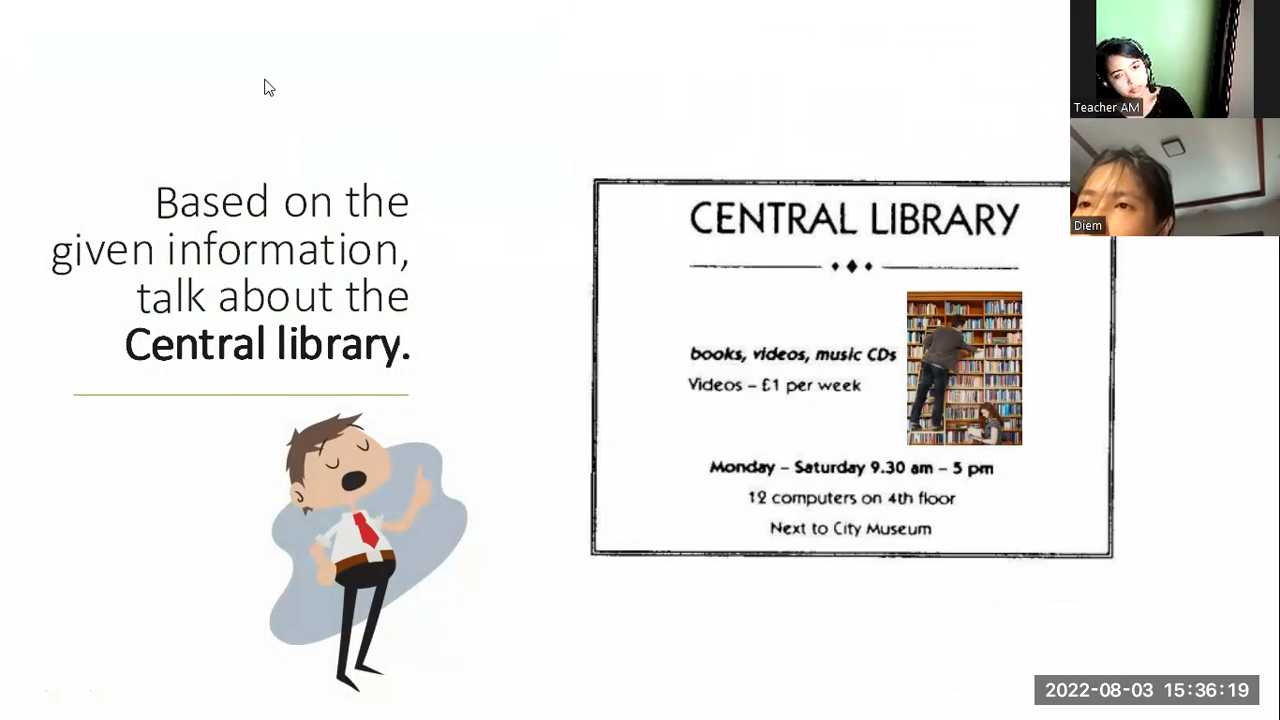 Based on the
given information,
talk about the
Central library.
CENTRAL LIBRARY
books, videos, music CDs
Videos – £1 per week
Monday – Saturday 9.30 am – 5 pm
12 computers on 4th floor
Next to City Museum
Teacher AM
Diem
2022-08-03 15:36:19